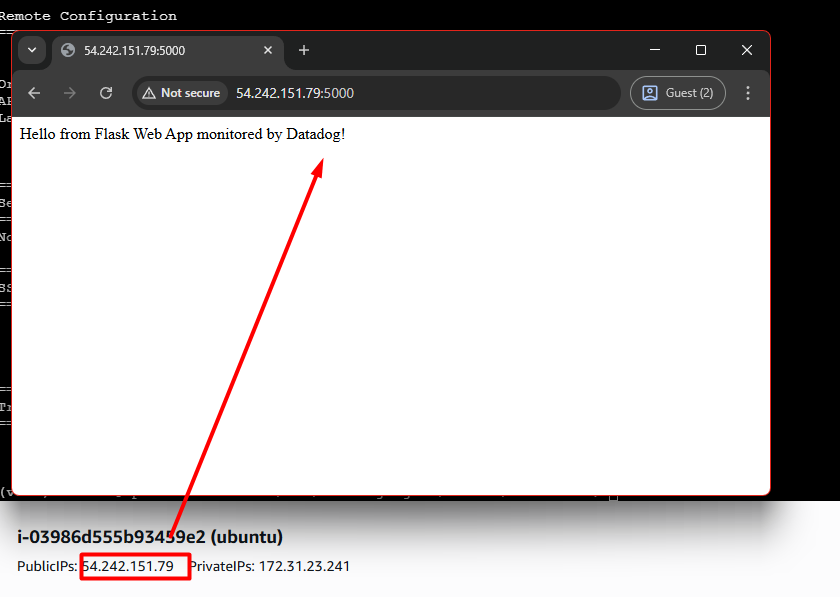 Remote Configuration
54.242.151.79:5000
Not secure
54.242.151.79:5000
Guest (2)
Hello from Flask Web App monitored by Datadog!
i-03986d555b93459e2 (ubuntu)
PublicIPs: 54.242.151.79 PrivateIPs: 172.31.23.241